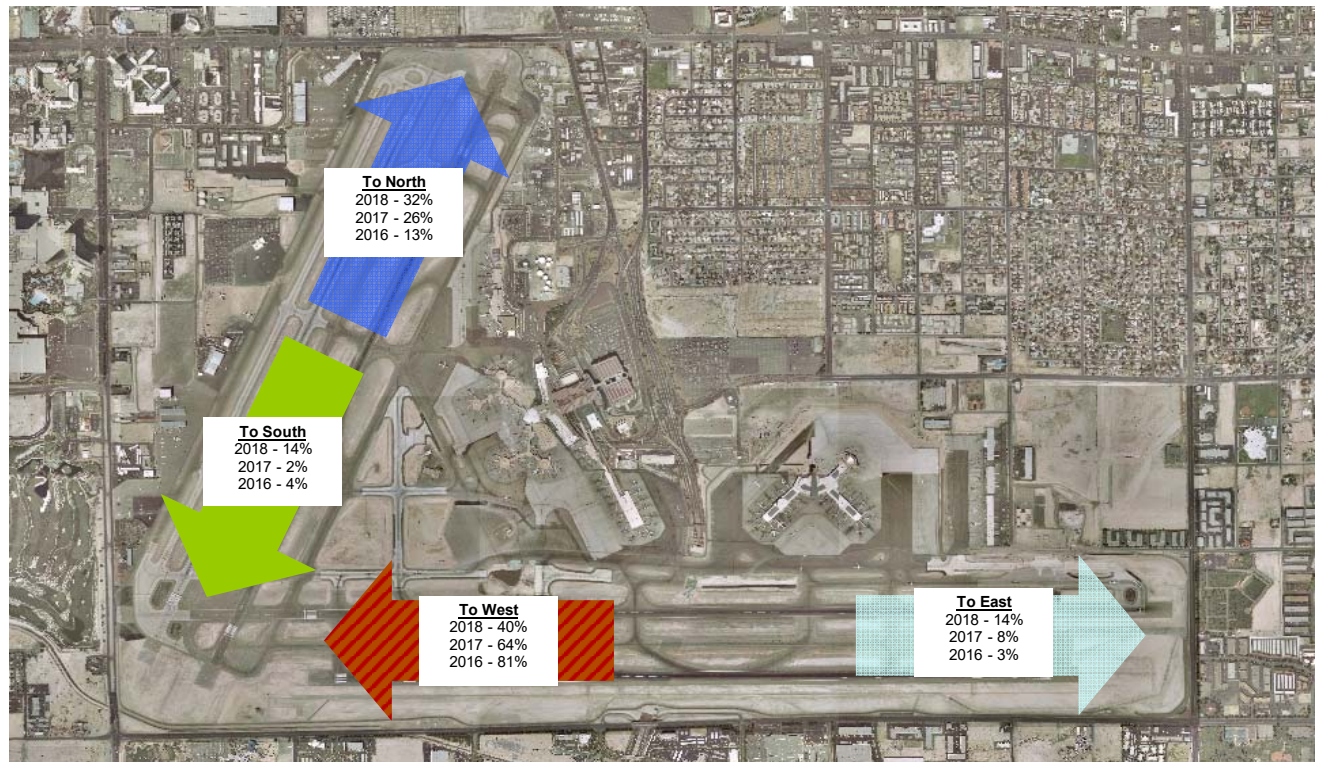 To North
2018 - 32%
2017 - 26%
2016 - 13%
To South
2018 - 14%
2017 - 2%
2016 - 4%
To West
2018 - 40%
2017 - 64%
2016 - 81%
To East
2018 - 14%
2017 - 8%
2016 - 3%